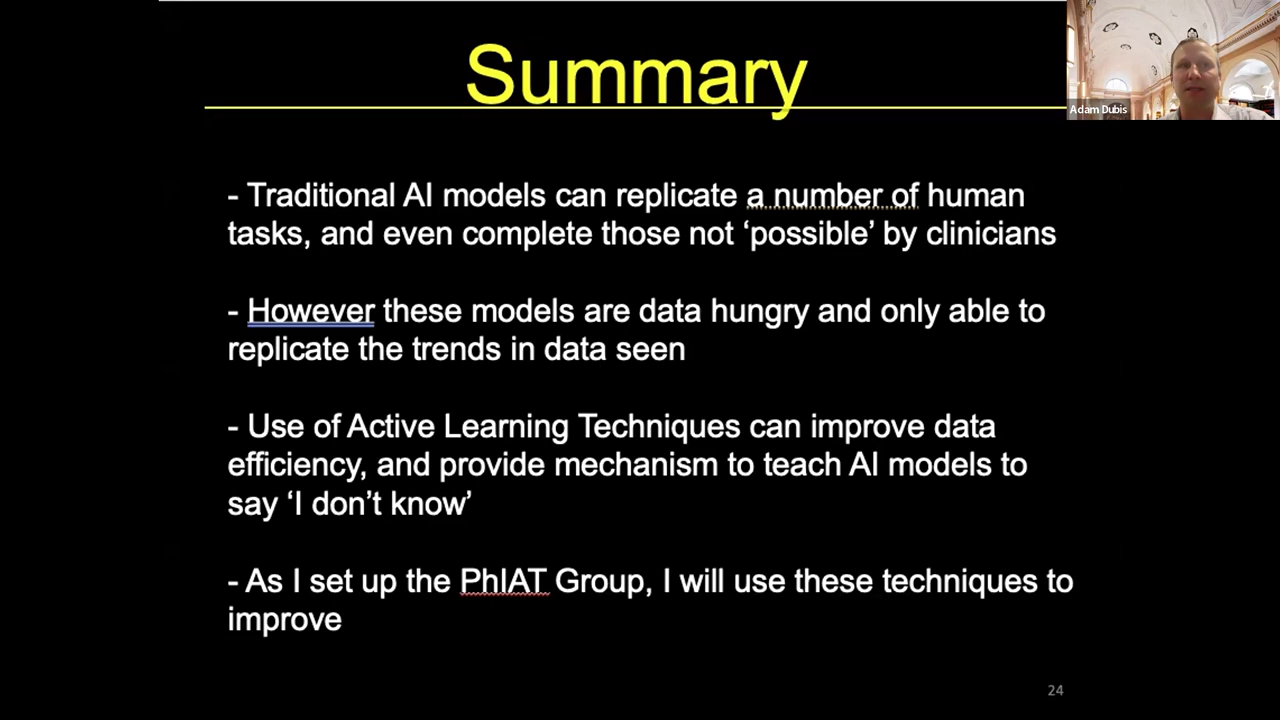 Summary
Adam Dubis
- Traditional AI models can replicate a number of human
tasks, and even complete those not ‘possible’ by clinicians
- However these models are data hungry and only able to
replicate the trends in data seen
- Use of Active Learning Techniques can improve data
efficiency, and provide mechanism to teach AI models to
say ‘I don’t know’
- As I set up the PhIAT Group, I will use these techniques to
improve
24